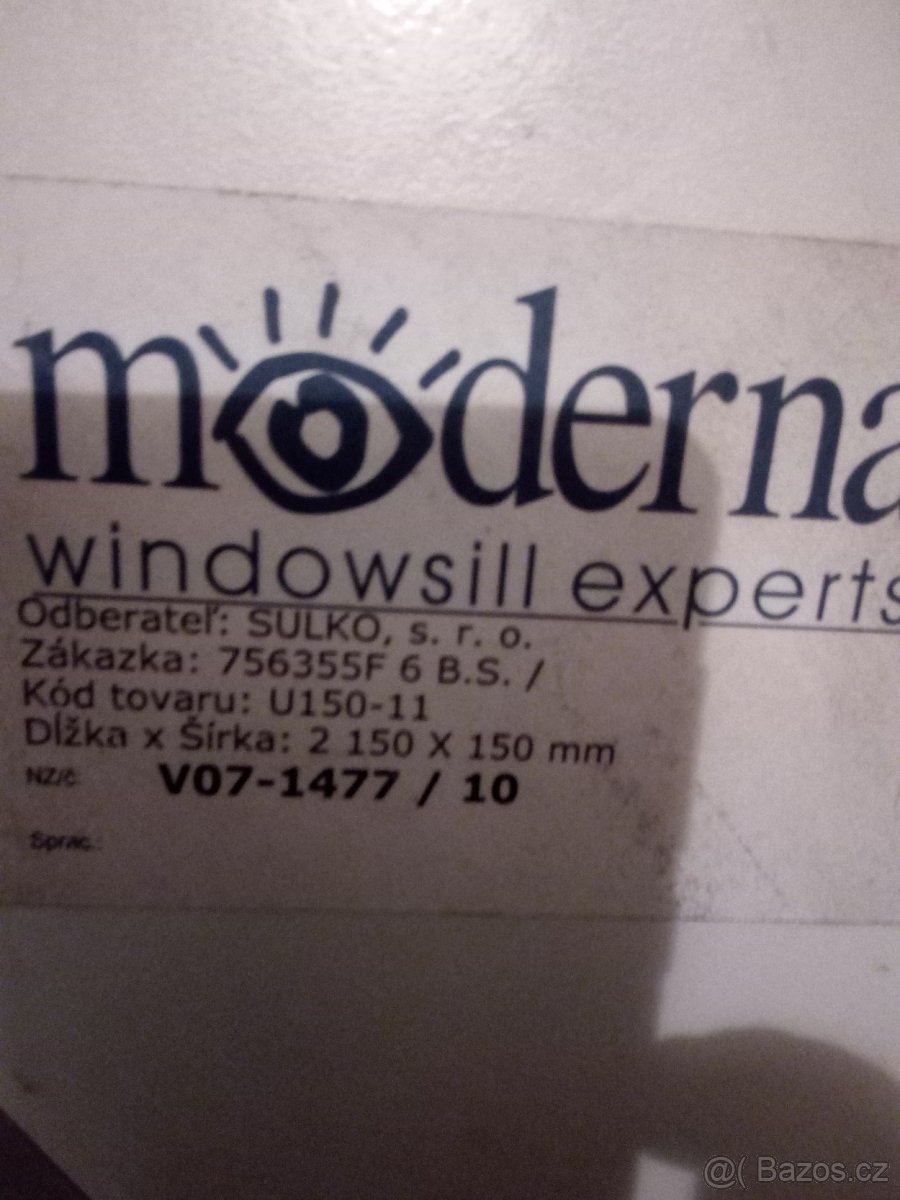 moderna
windowsill experts
Odberateľ: SULKO, s. r. o.
Zákazka: 756355F 6 B.S. /
Kód tovaru: U150-11
Dĺžka x Šírka: 2 150 X 150 mm
NZ/č: V07-1477 / 10
Sprac.:
@( Bazos.cz